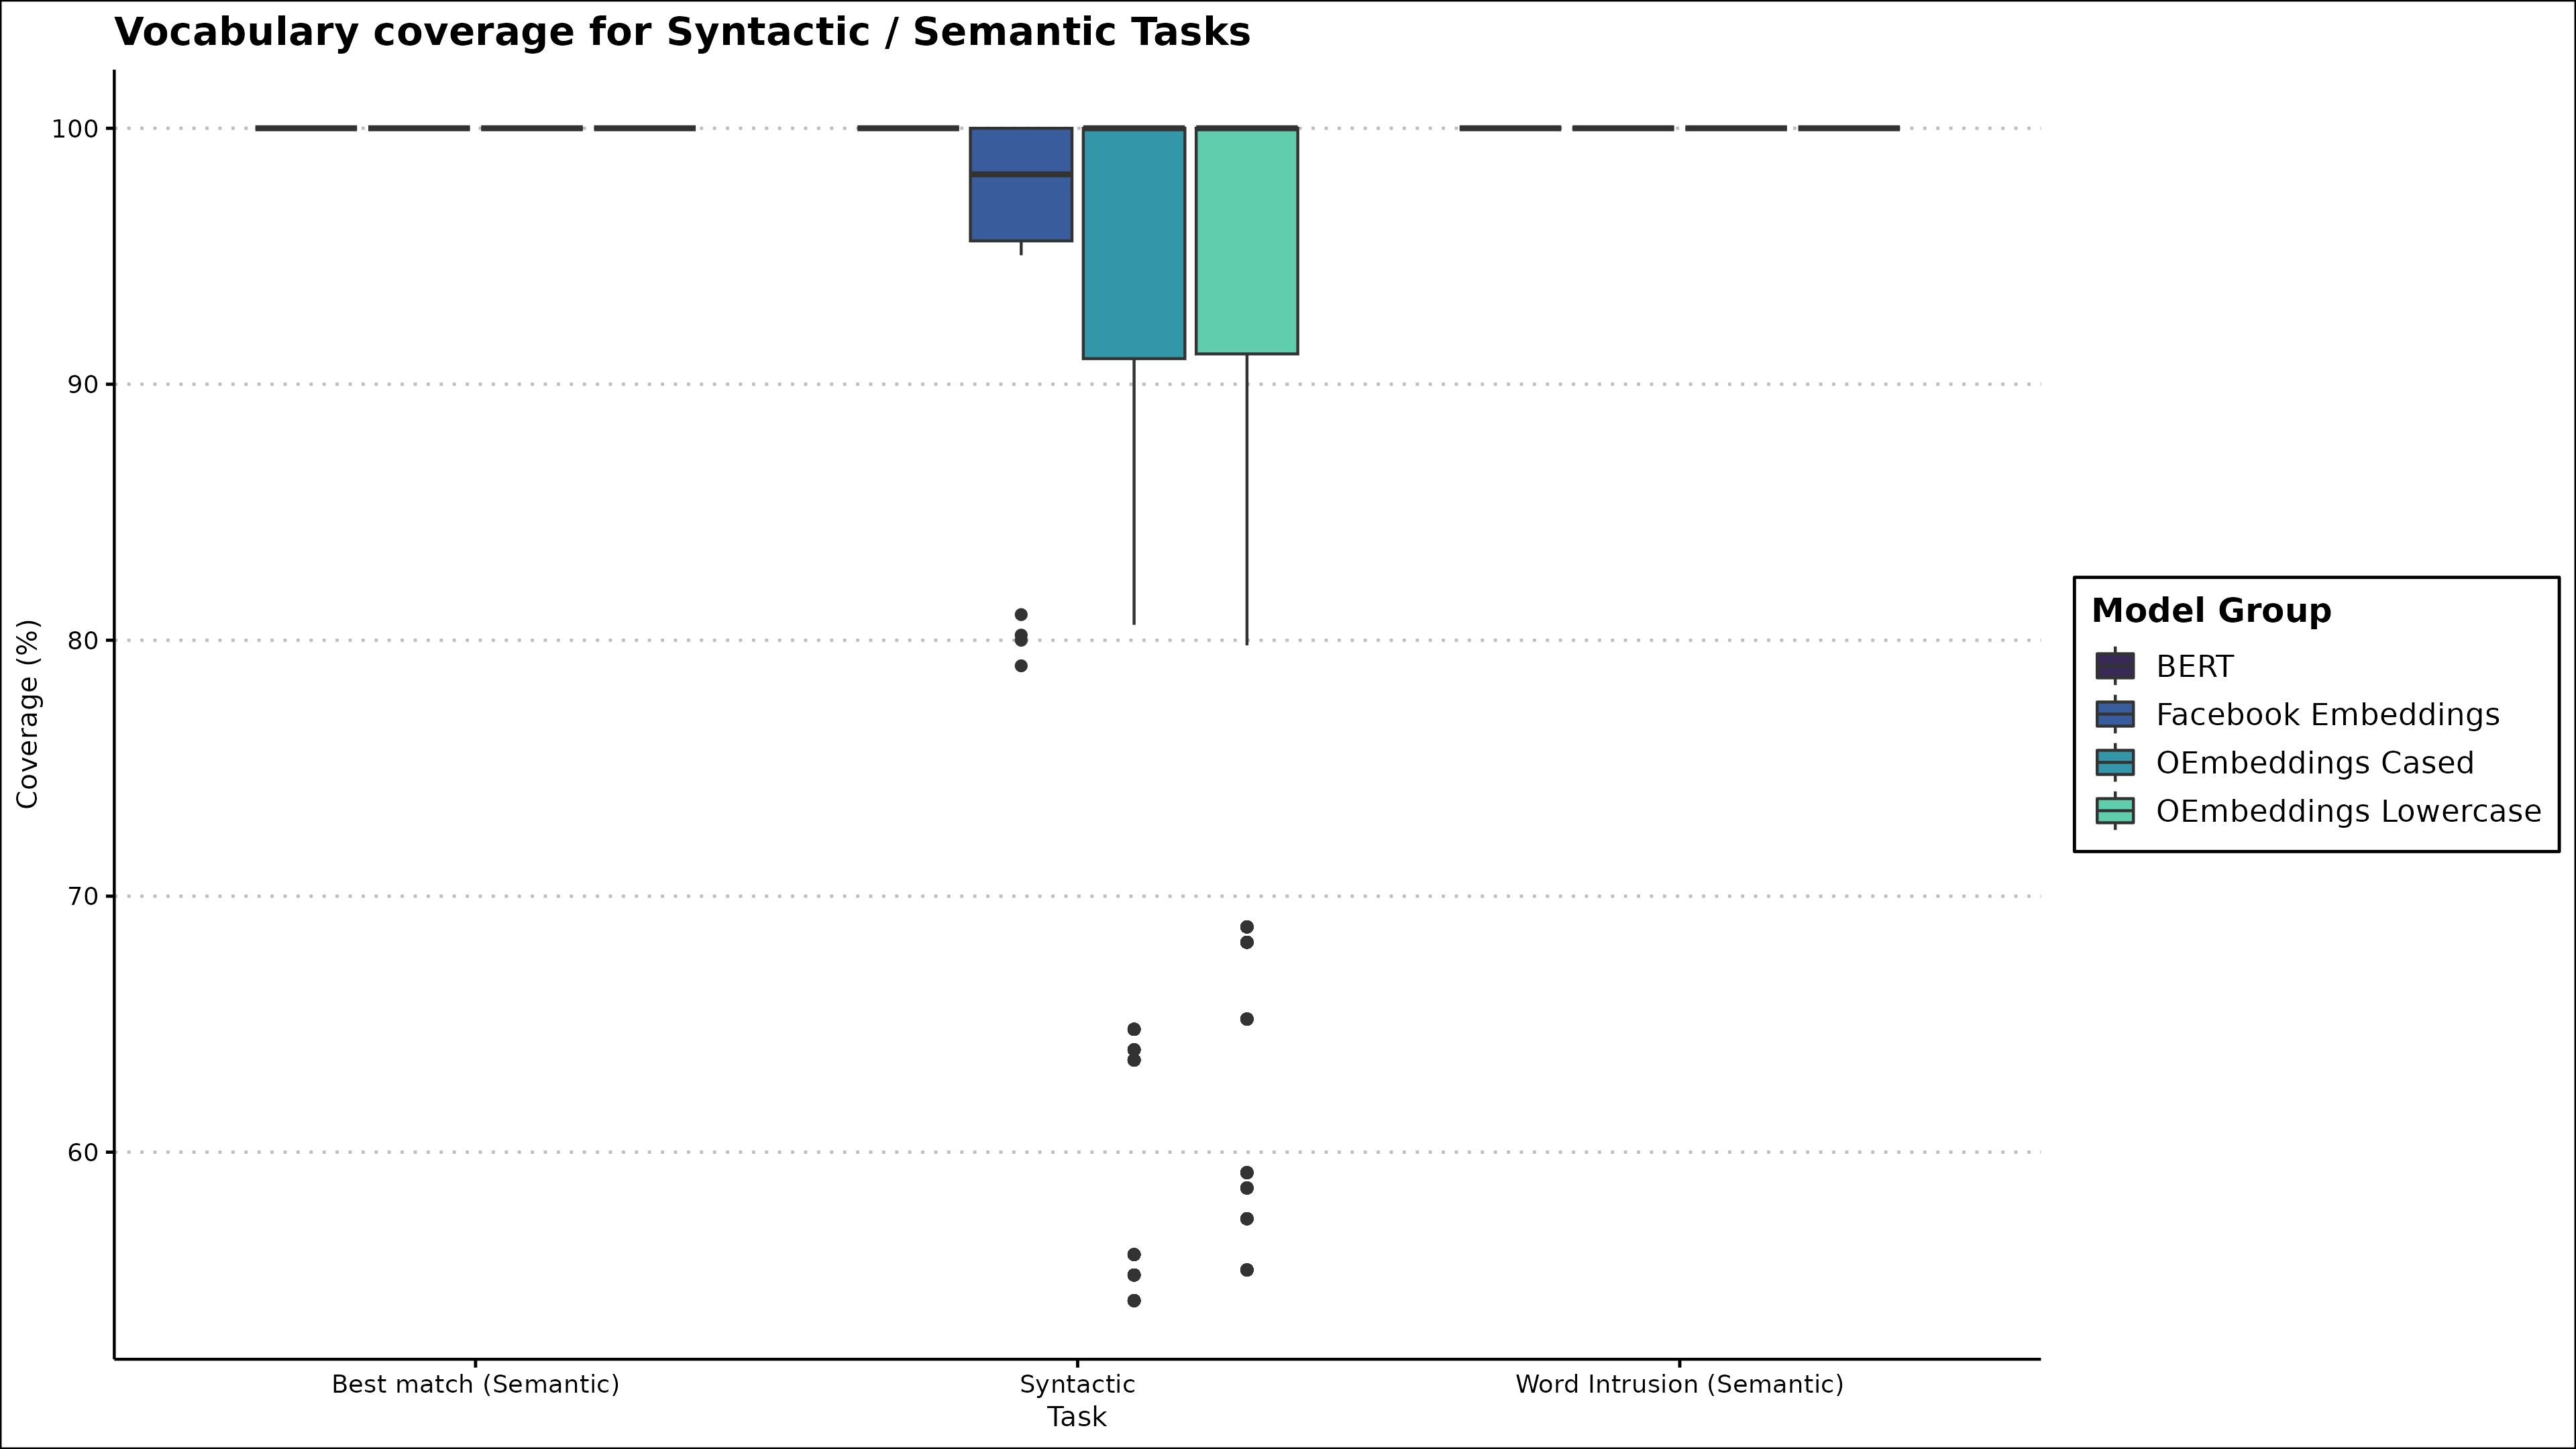 Vocabulary coverage for Syntactic / Semantic Tasks
100
90
80
70
60
Coverage (%)
Best match (Semantic)
Syntactic
Word Intrusion (Semantic)
Task
Model Group
BERT
Facebook Embeddings
OEmbeddings Cased
OEmbeddings Lowercase